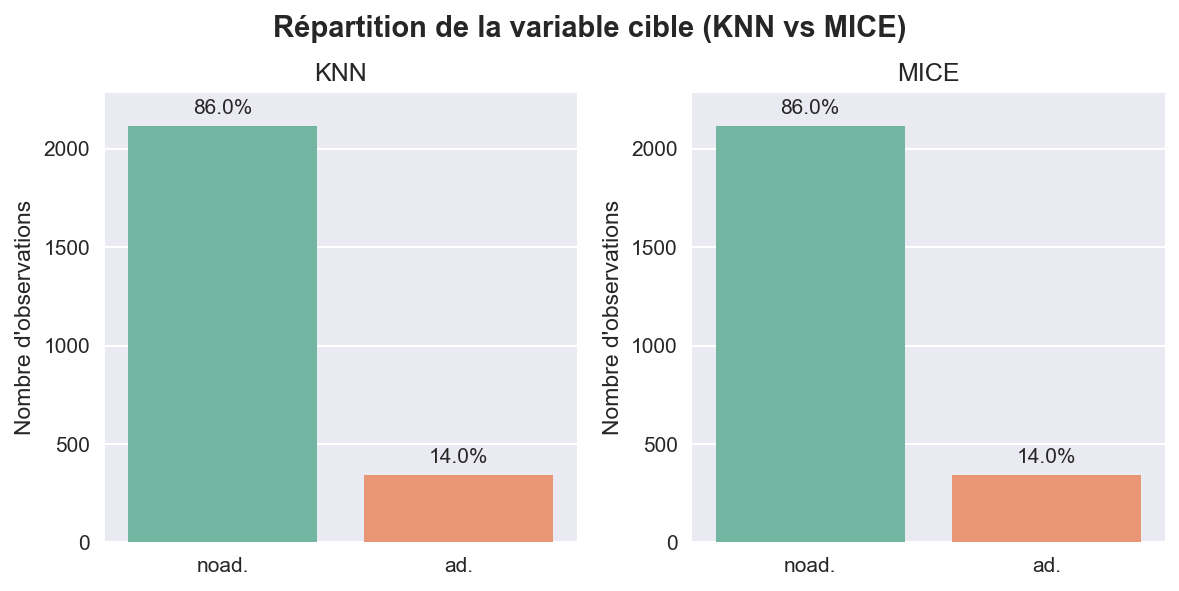 Répartition de la variable cible (KNN vs MICE)
KNN
86.0%
14.0%
2000
1500
1000
500
0
Nombre d'observations
noad.
ad.
MICE
86.0%
14.0%
2000
1500
1000
500
0
Nombre d'observations
noad.
ad.